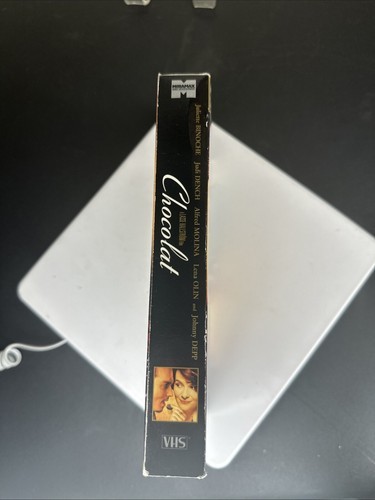 MIRAMAX
Juliette BINOCHE Judi DENCH Alfred MOLINA Lena OLIN and Johnny DEPP
Chocolat
VHS